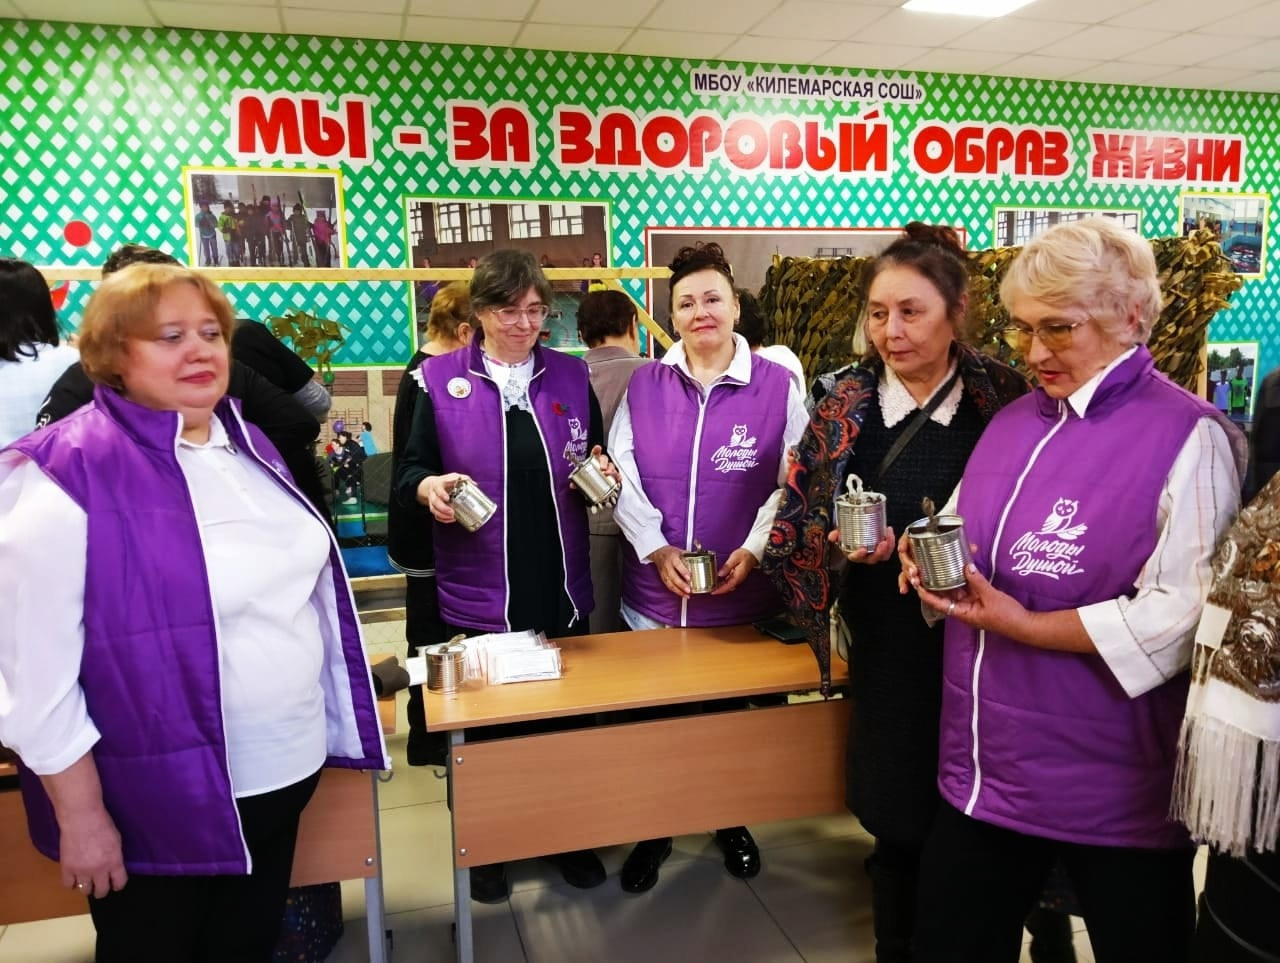 МБОУ «КИЛЕМАРСКАЯ СОШ»
МЫ - ЗА ЗДОРОВЫЙ ОБРАЗ ЖИЗНИ
Молоды
Душой
Молоды
Душой